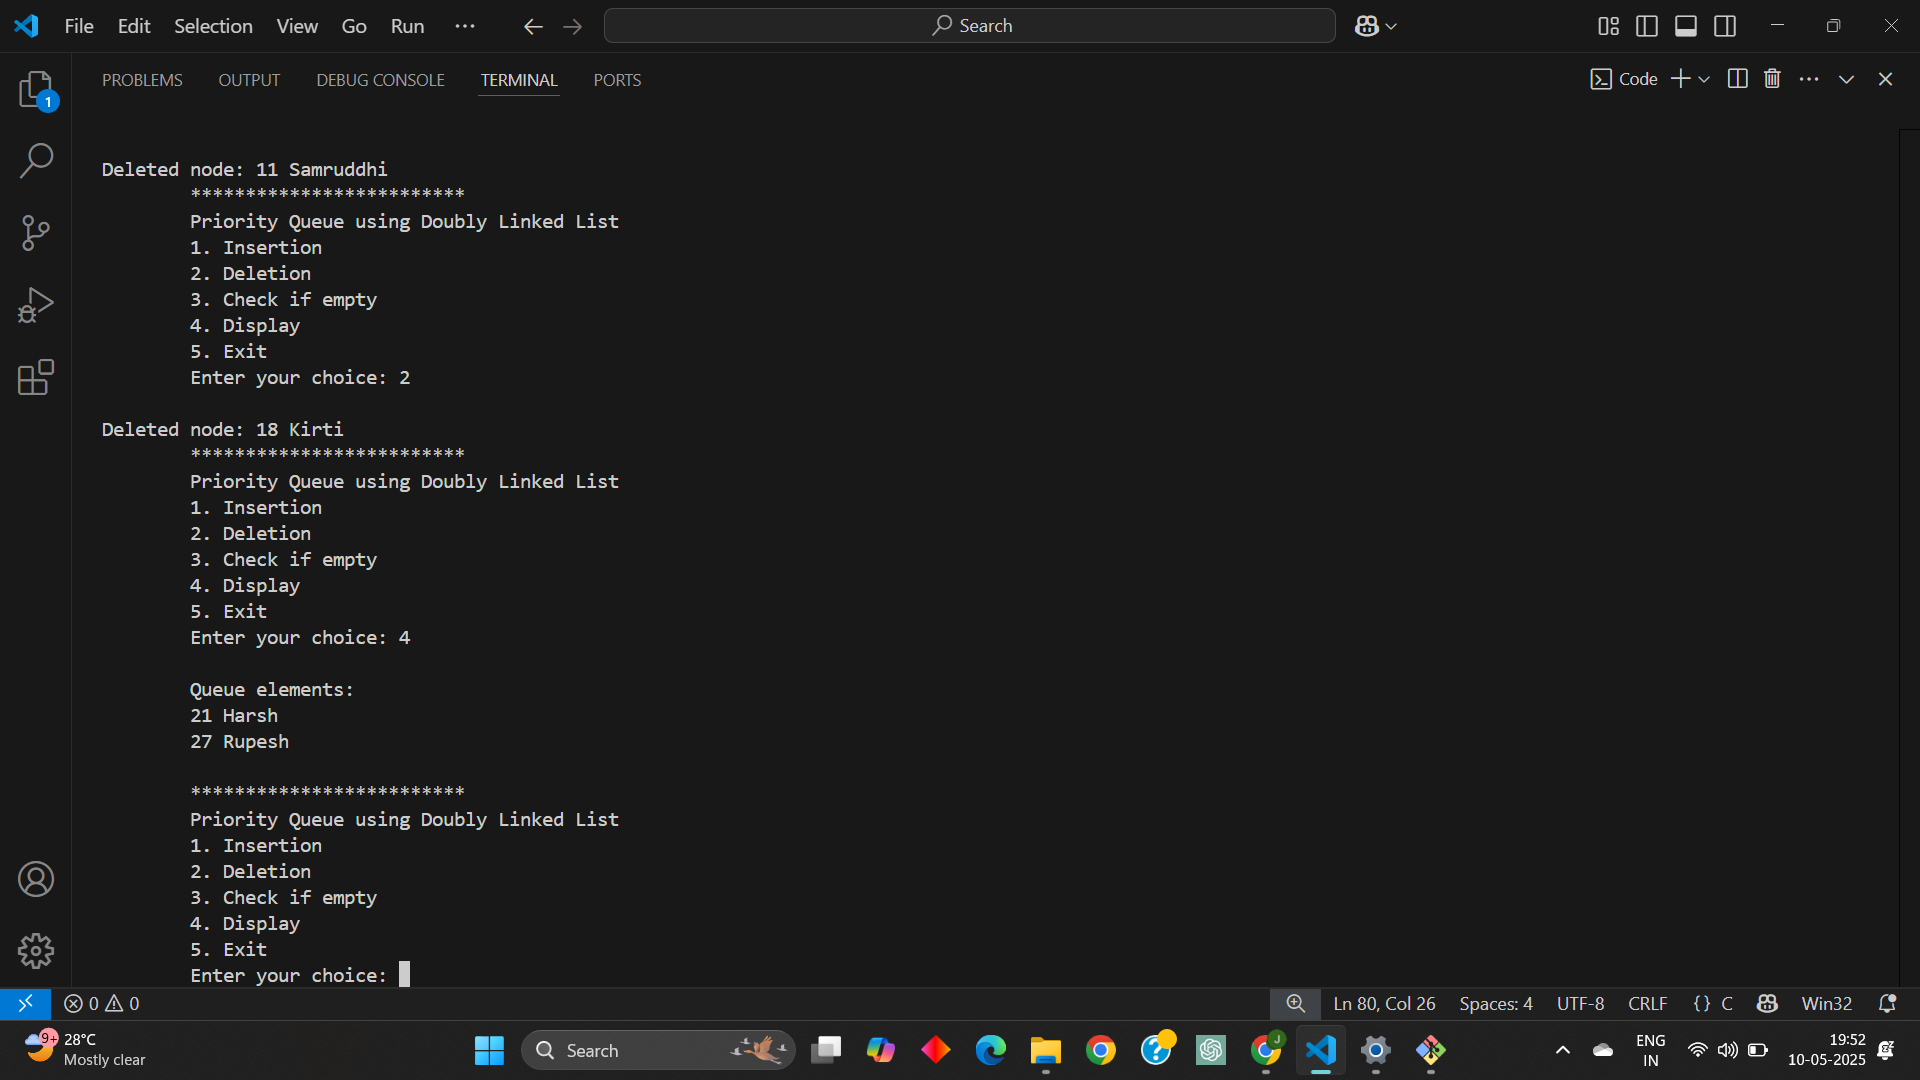 File Edit Selection View Go Run ··· Search
PROBLEMS OUTPUT DEBUG CONSOLE TERMINAL PORTS Code
1
Deleted node: 11 Samruddhi
*************************
Priority Queue using Doubly Linked List
1. Insertion
2. Deletion
3. Check if empty
4. Display
5. Exit
Enter your choice: 2
Deleted node: 18 Kirti
*************************
Priority Queue using Doubly Linked List
1. Insertion
2. Deletion
3. Check if empty
4. Display
5. Exit
Enter your choice: 4
Queue elements:
21 Harsh
27 Rupesh
*************************
Priority Queue using Doubly Linked List
1. Insertion
2. Deletion
3. Check if empty
4. Display
5. Exit
Enter your choice:
0 0 Ln 80, Col 26 Spaces: 4 UTF-8 CRLF {} C Win32
9+ 28°C
Mostly clear
Search
J
ENG
IN
19:52
10-05-2025